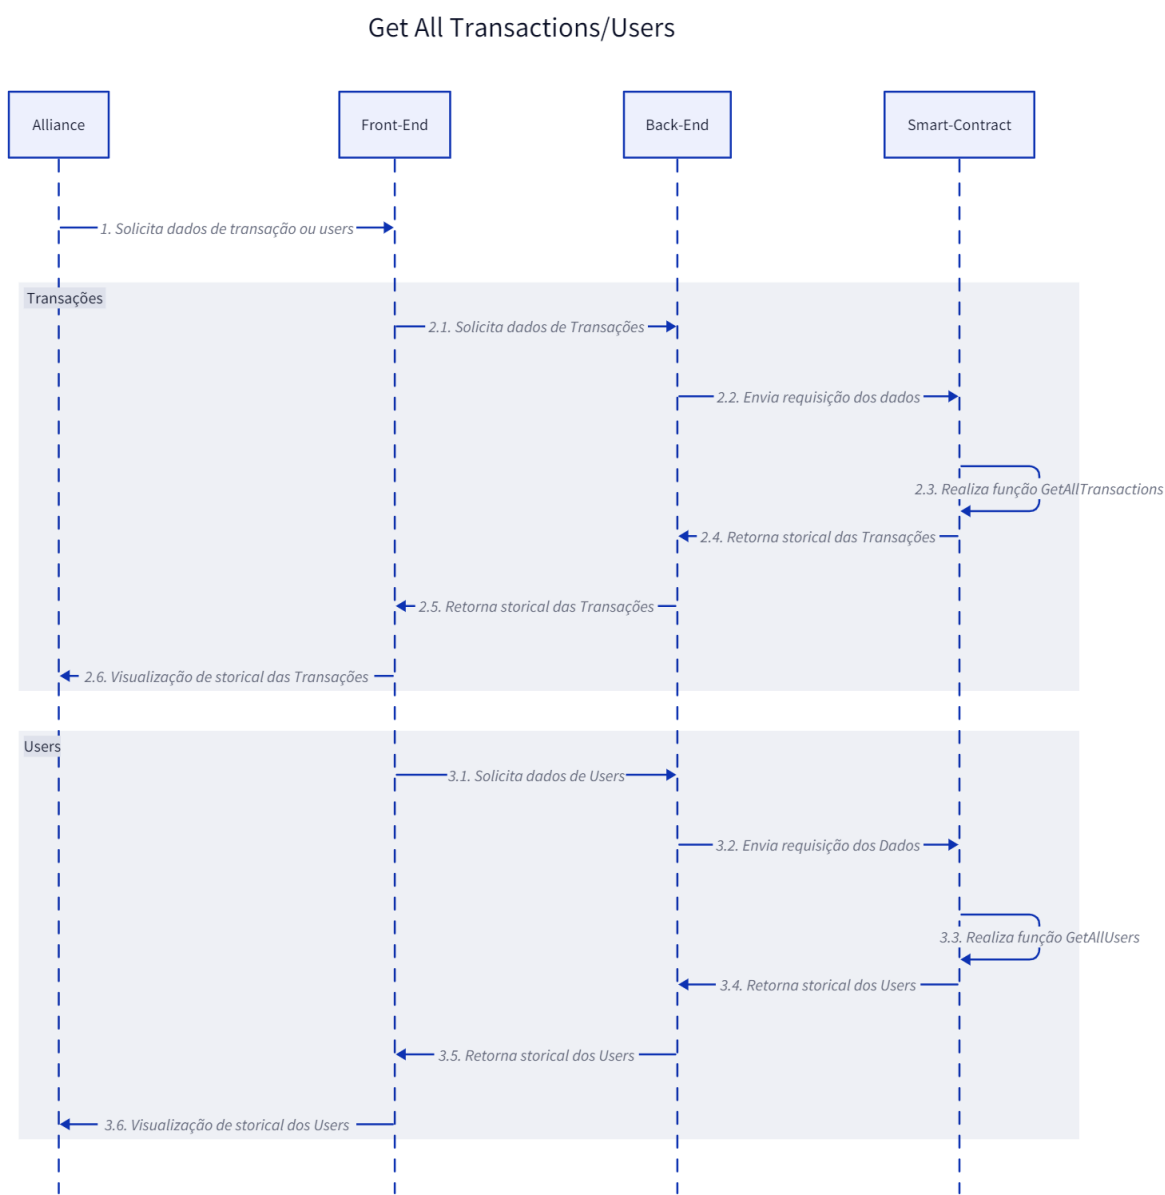 Get All Transactions/Users
Alliance
Front-End
Back-End
Smart-Contract
1. Solicita dados de transação ou users
Transações
2.1. Solicita dados de Transações
2.2. Envia requisição dos dados
2.3. Realiza função GetAllTransactions
2.4. Retorna storical das Transações
2.5. Retorna storical das Transações
2.6. Visualização de storical das Transações
Users
3.1. Solicita dados de Users
3.2. Envia requisição dos Dados
3.3. Realiza função GetAllUsers
3.4. Retorna storical dos Users
3.5. Retorna storical dos Users
3.6. Visualização de storical dos Users